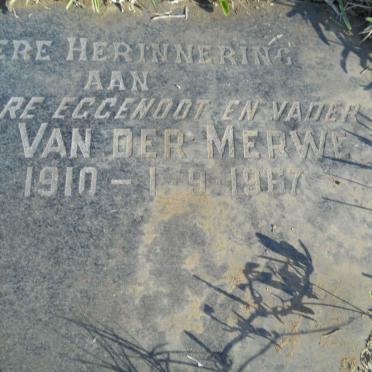 ERE HERINNERING
AAN
RE EGGENOOT EN VADER
VAN DER MERWE
1910 – 1-9-1967